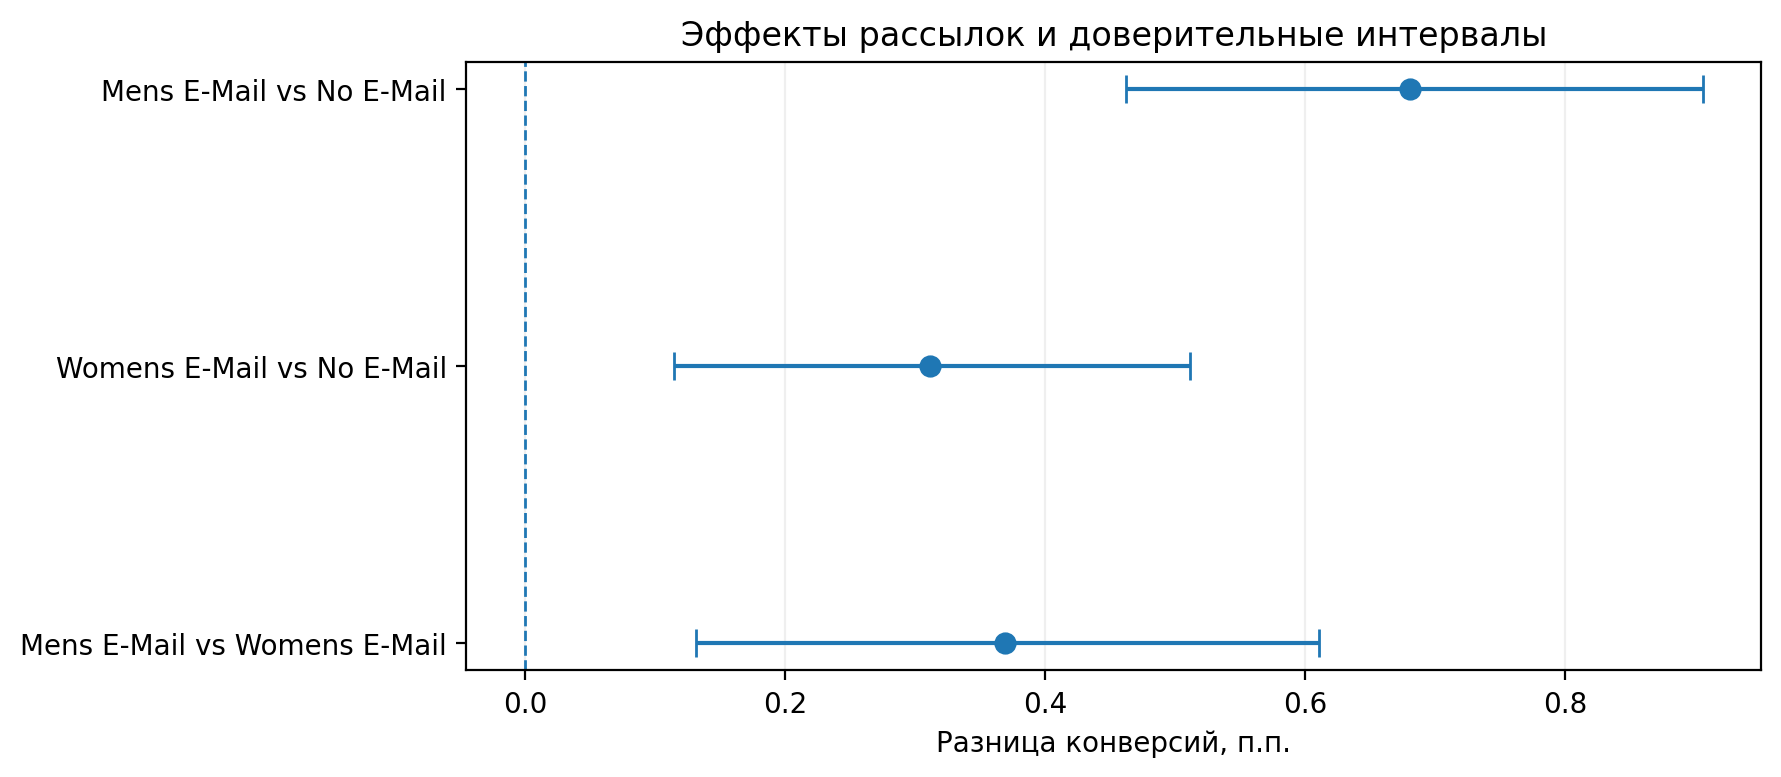 Эффекты рассылок и доверительные интервалы
Mens E-Mail vs No E-Mail
Womens E-Mail vs No E-Mail
Mens E-Mail vs Womens E-Mail
0.0 0.2 0.4 0.6 0.8
Разница конверсий, п.п.